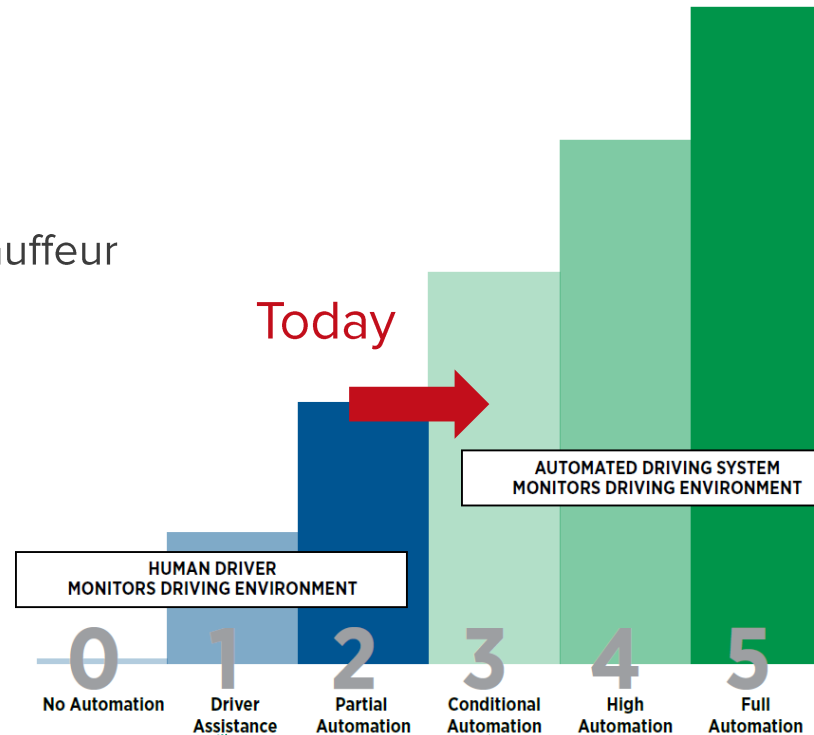 auffeur
Today
AUTOMATED DRIVING SYSTEM
MONITORS DRIVING ENVIRONMENT
HUMAN DRIVER
MONITORS DRIVING ENVIRONMENT
0 1 2 3 4 5
No Automation Driver Partial Conditional High Full
Assistance Automation Automation Automation Automation